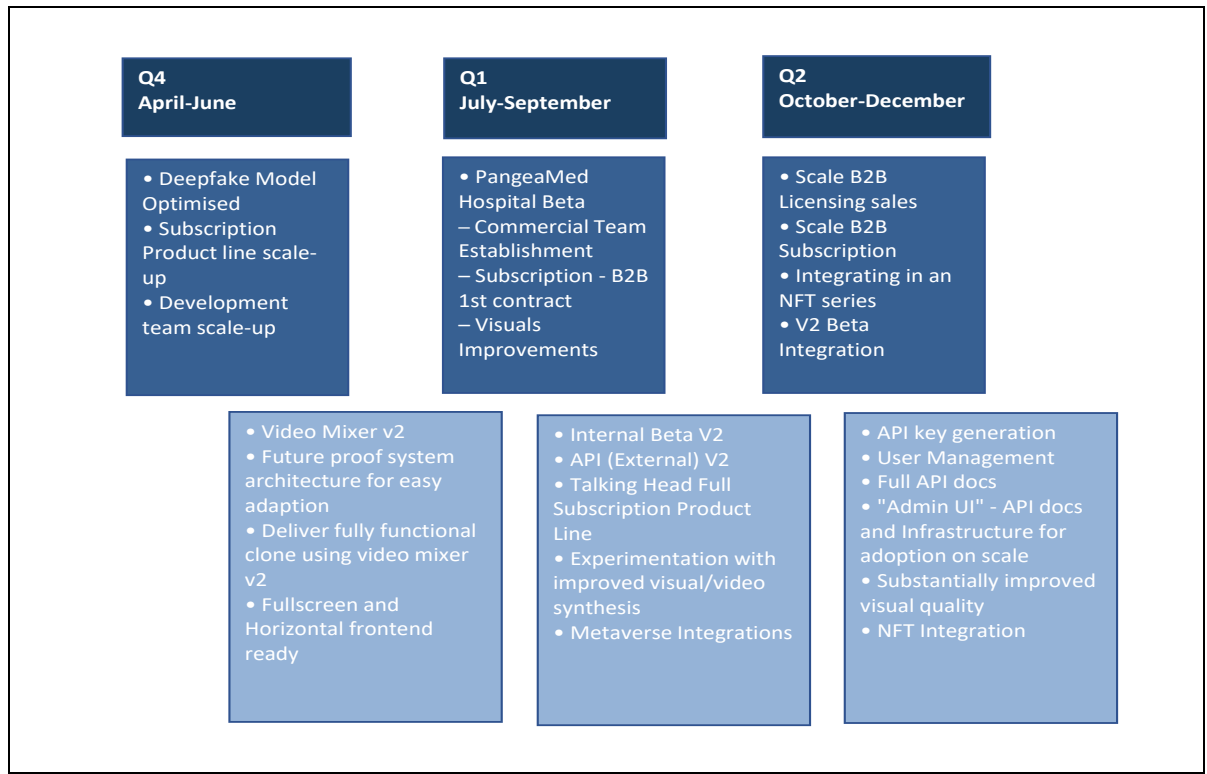 Q4
April-June
• Deepfake Model
Optimised
• Subscription
Product line scale-
up
• Development
team scale-up
• Video Mixer v2
• Future proof system
architecture for easy
adaption
• Deliver fully functional
clone using video mixer
v2
• Fullscreen and
Horizontal frontend
ready
Q1
July-September
• PangeaMed
Hospital Beta
– Commercial Team
Establishment
– Subscription - B2B
1st contract
– Visuals
Improvements
• Internal Beta V2
• API (External) V2
• Talking Head Full
Subscription Product
Line
• Experimentation with
improved visual/video
synthesis
• Metaverse Integrations
Q2
October-December
• Scale B2B
Licensing sales
• Scale B2B
Subscription
• Integrating in an
NFT series
• V2 Beta
Integration
• API key generation
• User Management
• Full API docs
• "Admin UI" - API docs
and Infrastructure for
adoption on scale
• Substantially improved
visual quality
• NFT Integration